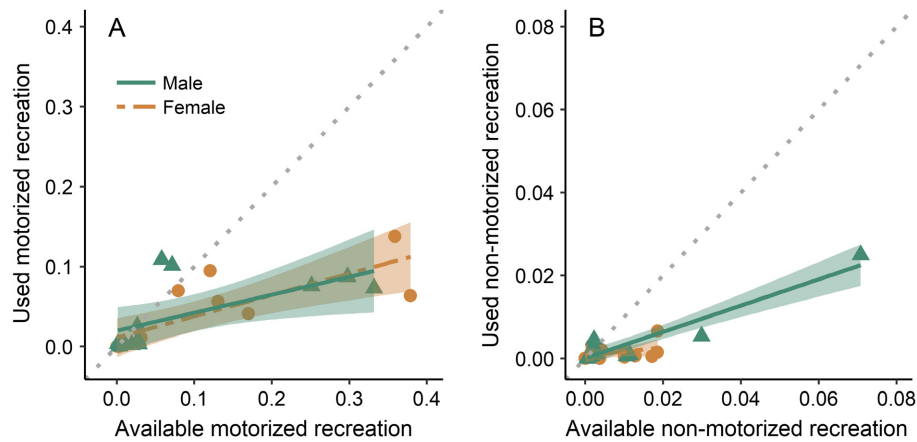 A
Male
Female
Used motorized recreation
0.4
0.3
0.2
0.1
0.0
0.0 0.1 0.2 0.3 0.4
Available motorized recreation
B
Used non-motorized recreation
0.08
0.06
0.04
0.02
0.00
0.00 0.02 0.04 0.06 0.08
Available non-motorized recreation